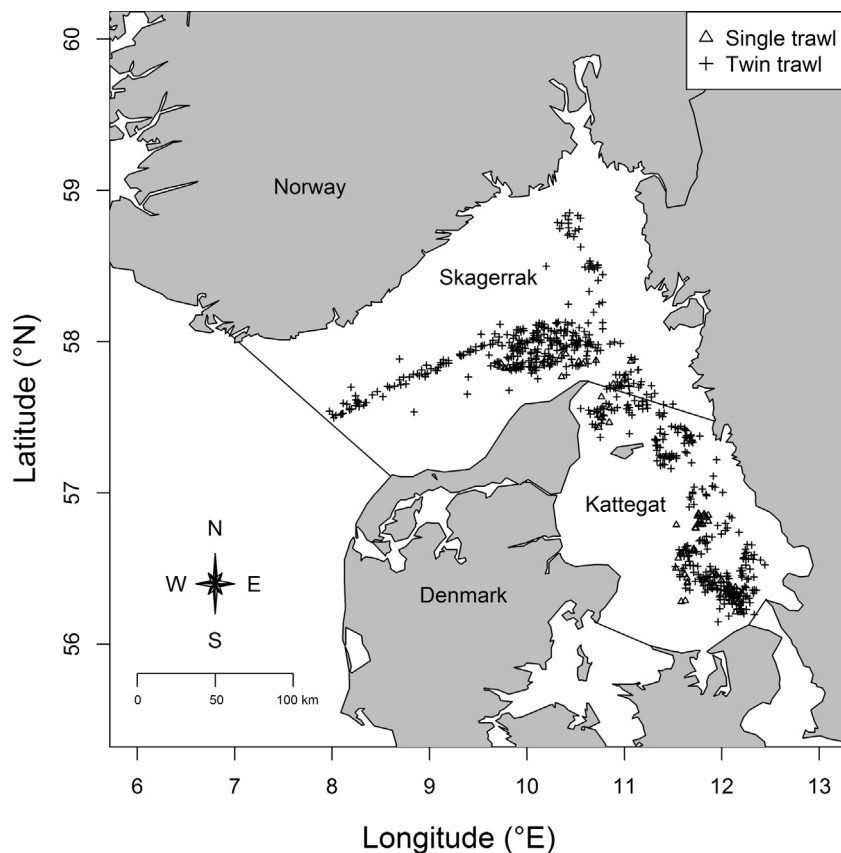 Single trawl
Twin trawl
Norway
Skagerrak
Kattegat
Denmark
N
W E
S
0 50 100 km
60
59
58
57
56
Latitude (°N)
6 7 8 9 10 11 12 13
Longitude (°E)